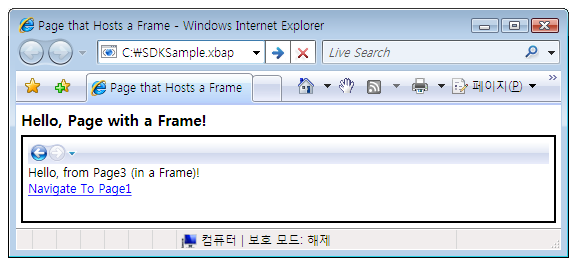 Page that Hosts a Frame - Windows Internet Explorer
C:₩SDKSample.xbap
Live Search
Page that Hosts a Frame
페이지(P)
Hello, Page with a Frame!
Hello, from Page3 (in a Frame)!
Navigate To Page1
컴퓨터 | 보호 모드: 해제